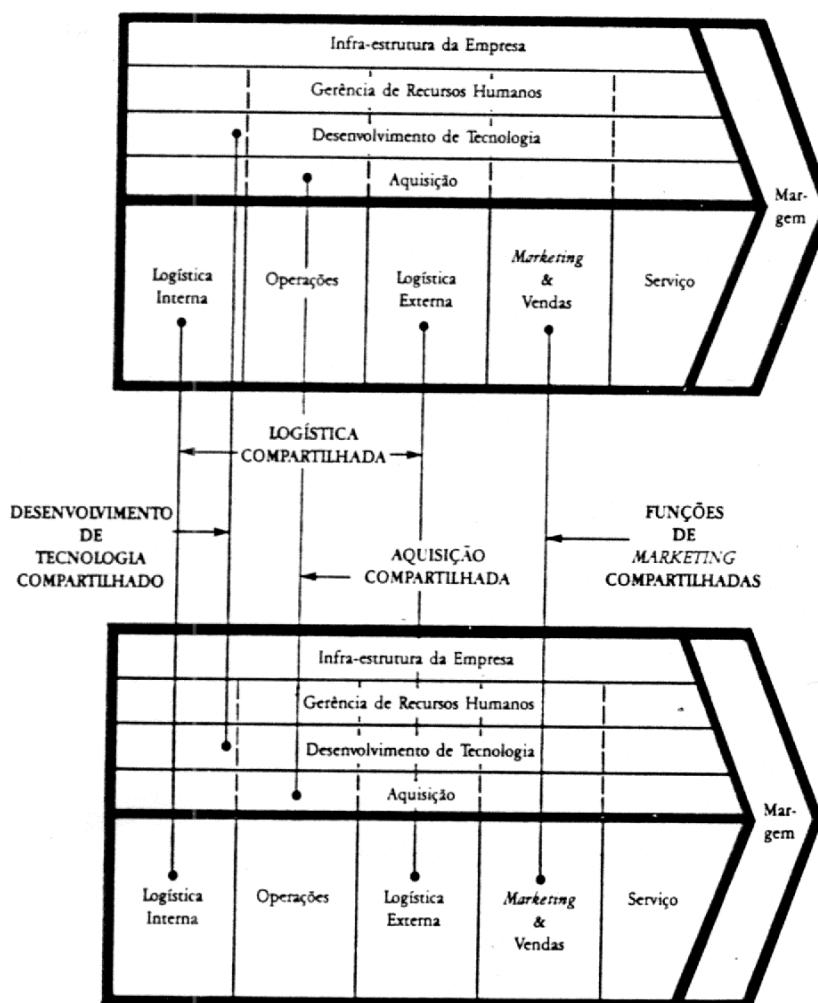 Infra-estrutura da Empresa
Gerência de Recursos Humanos
Desenvolvimento de Tecnologia
Aquisição
Mar-
gem
Logística
Interna
Operações
Logística
Externa
Marketing
&
Vendas
Serviço
LOGÍSTICA
COMPARTILHADA
DESENVOLVIMENTO
DE
TECNOLOGIA
COMPARTILHADO
AQUISIÇÃO
COMPARTILHADA
FUNÇÕES
DE
MARKETING
COMPARTILHADAS
Infra-estrutura da Empresa
Gerência de Recursos Humanos
Desenvolvimento de Tecnologia
Aquisição
Mar-
gem
Logística
Interna
Operações
Logística
Externa
Marketing
&
Vendas
Serviço